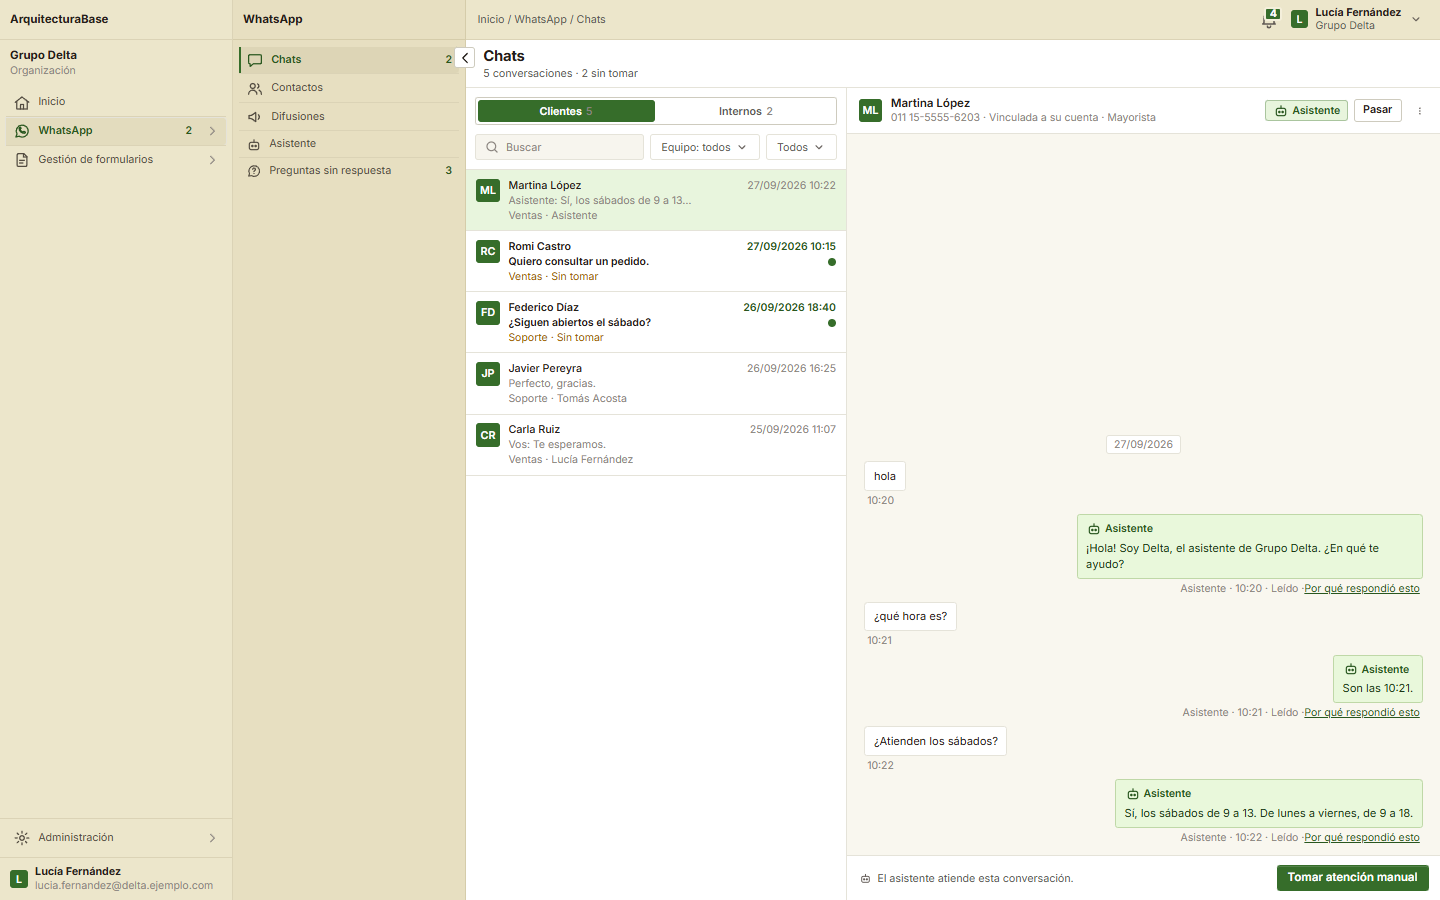 ArquitecturaBase
Grupo Delta
Organización
Inicio
WhatsApp 2
Gestión de formularios
Administración
L Lucía Fernández
lucia.fernandez@delta.ejemplo.com
WhatsApp
Chats 2
Contactos
Difusiones
Asistente
Preguntas sin respuesta 3
Inicio / WhatsApp / Chats
4
L Lucía Fernández
Grupo Delta
Chats
5 conversaciones · 2 sin tomar
Clientes 5 Internos 2
Buscar Equipo: todos Todos
ML Martina López 27/09/2026 10:22
Asistente: Sí, los sábados de 9 a 13...
Ventas · Asistente
RC Romi Castro 27/09/2026 10:15
Quiero consultar un pedido.
Ventas · Sin tomar
FD Federico Díaz 26/09/2026 18:40
¿Siguen abiertos el sábado?
Soporte · Sin tomar
JP Javier Pereyra 26/09/2026 16:25
Perfecto, gracias.
Soporte · Tomás Acosta
CR Carla Ruiz 25/09/2026 11:07
Vos: Te esperamos.
Ventas · Lucía Fernández
ML Martina López
011 15-5555-6203 · Vinculada a su cuenta · Mayorista
Asistente Pasar
27/09/2026
hola
10:20
Asistente
¡Hola! Soy Delta, el asistente de Grupo Delta. ¿En qué te
ayudo?
Asistente · 10:20 · Leído ·Por qué respondió esto
¿qué hora es?
10:21
Asistente
Son las 10:21.
Asistente · 10:21 · Leído ·Por qué respondió esto
¿Atienden los sábados?
10:22
Asistente
Sí, los sábados de 9 a 13. De lunes a viernes, de 9 a 18.
Asistente · 10:22 · Leído ·Por qué respondió esto
El asistente atiende esta conversación.
Tomar atención manual